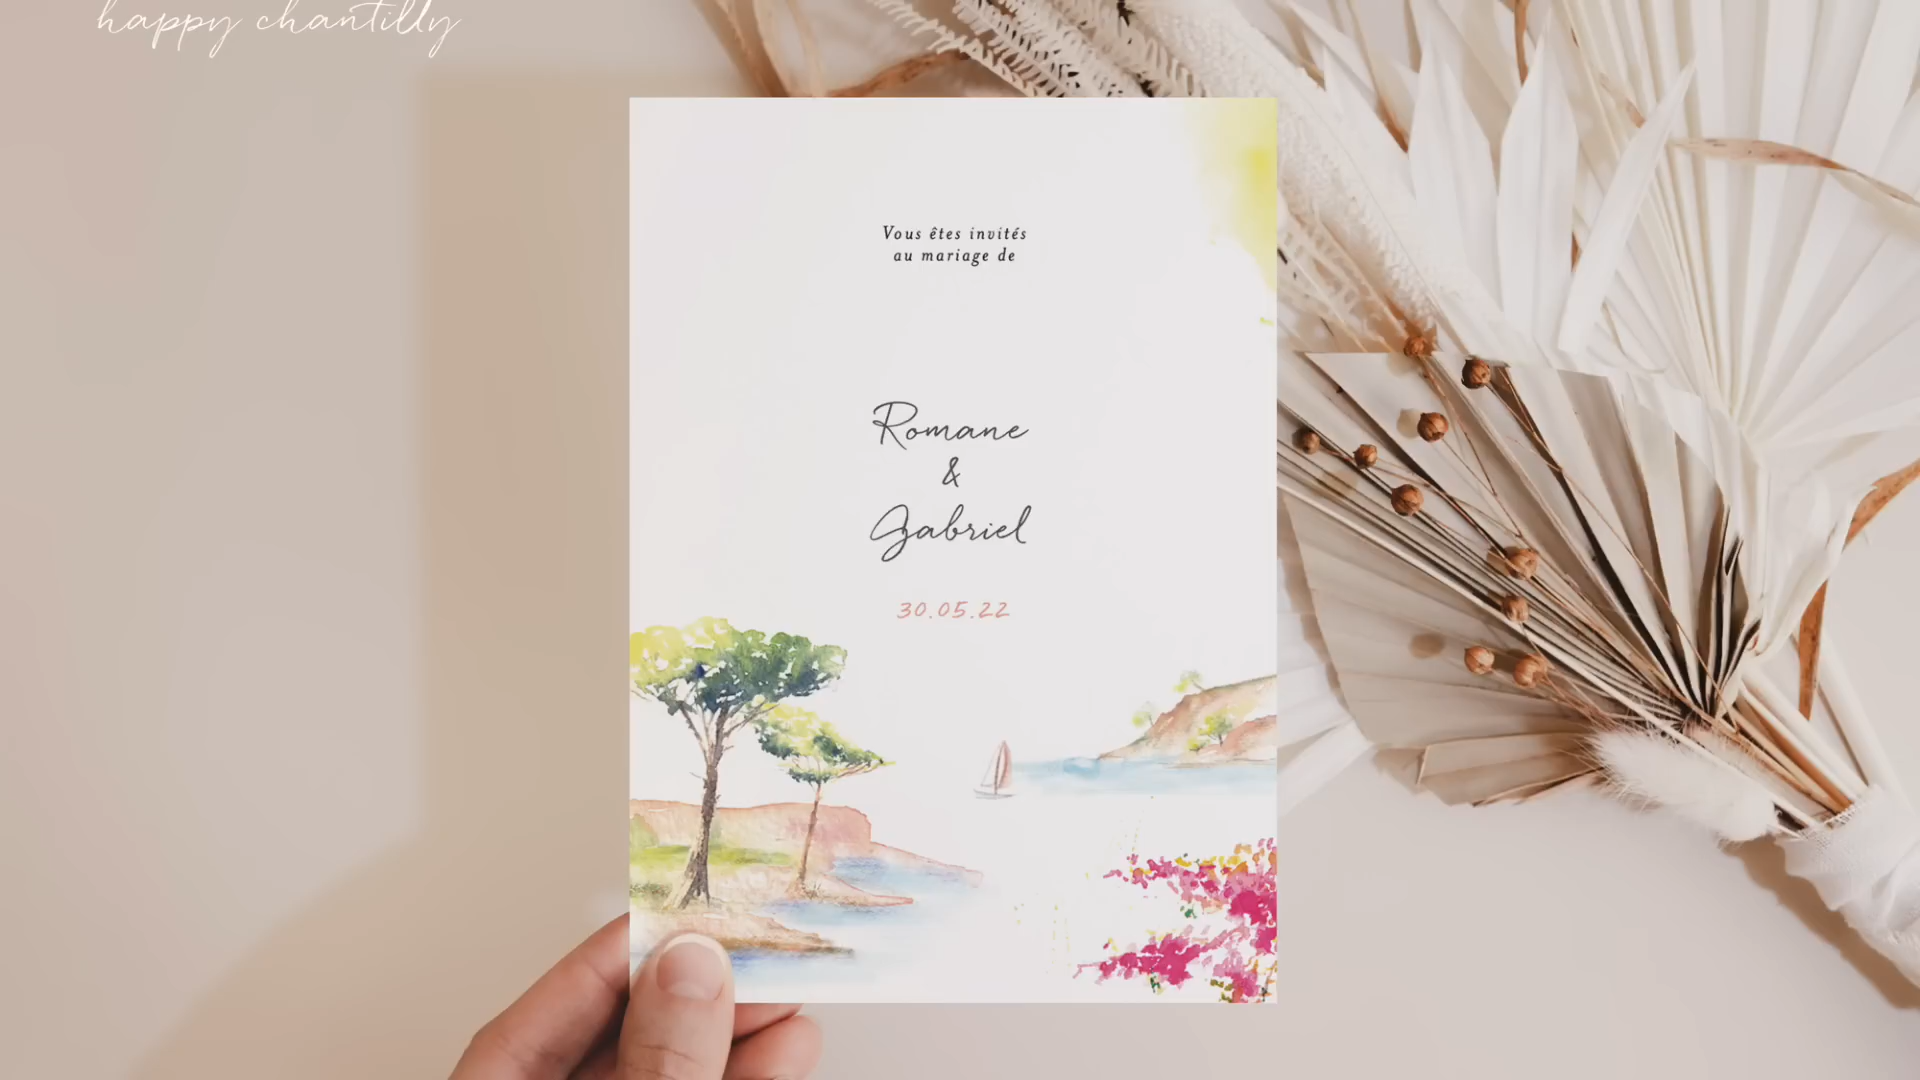 happy chantilly
Vous êtes invités
au mariage de
Romane
&
Gabriel
30.05.22